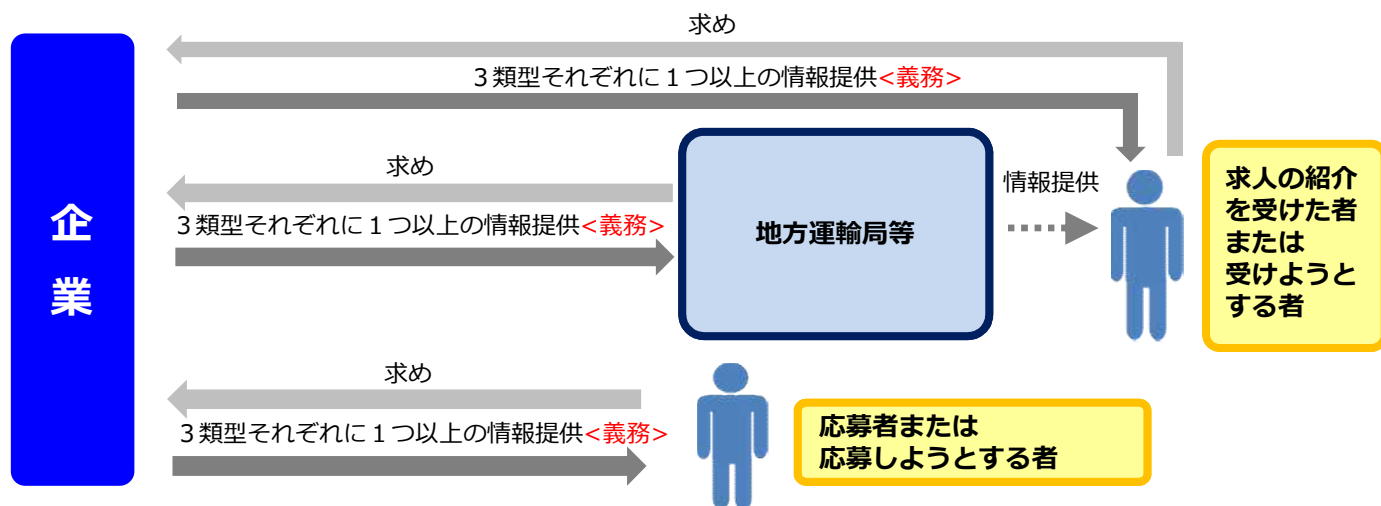 求め
3類型それぞれに1つ以上の情報提供<義務>
企
業
求め
3類型それぞれに1つ以上の情報提供<義務>
地方運輸局等
情報提供
求人の紹介
を受けた者
または
受けようと
する者
求め
3類型それぞれに1つ以上の情報提供<義務>
応募者または
応募しようとする者